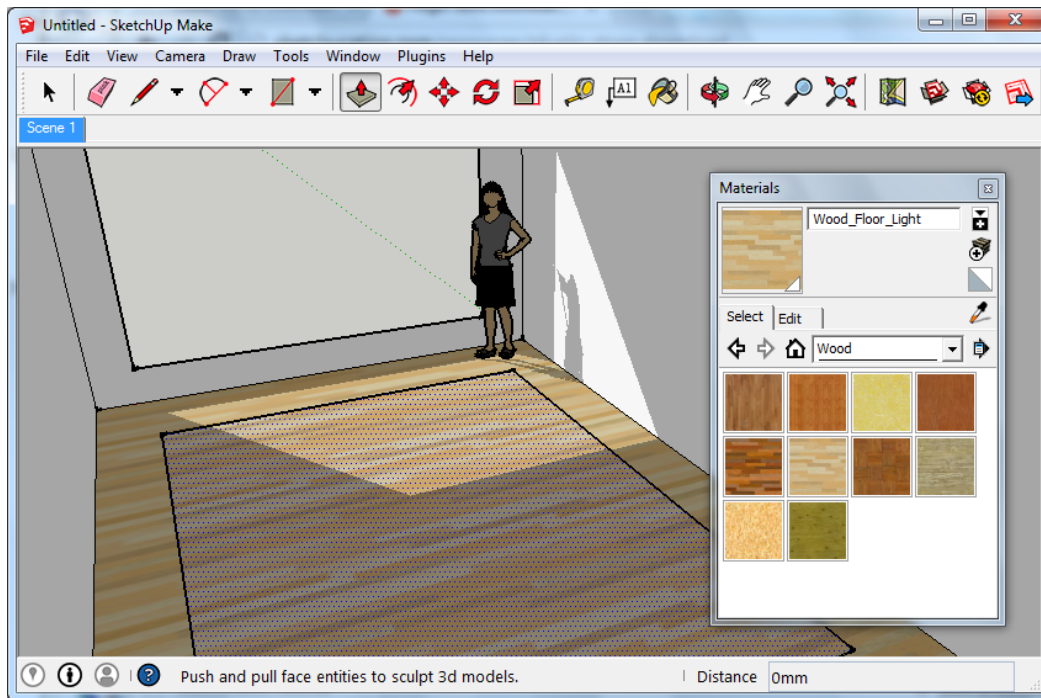 Untitled - SketchUp Make
File Edit View Camera Draw Tools Window Plugins Help
A1
Scene 1
Materials
Wood_Floor_Light
Select Edit
Wood
Push and pull face entities to sculpt 3d models.
Distance 0mm